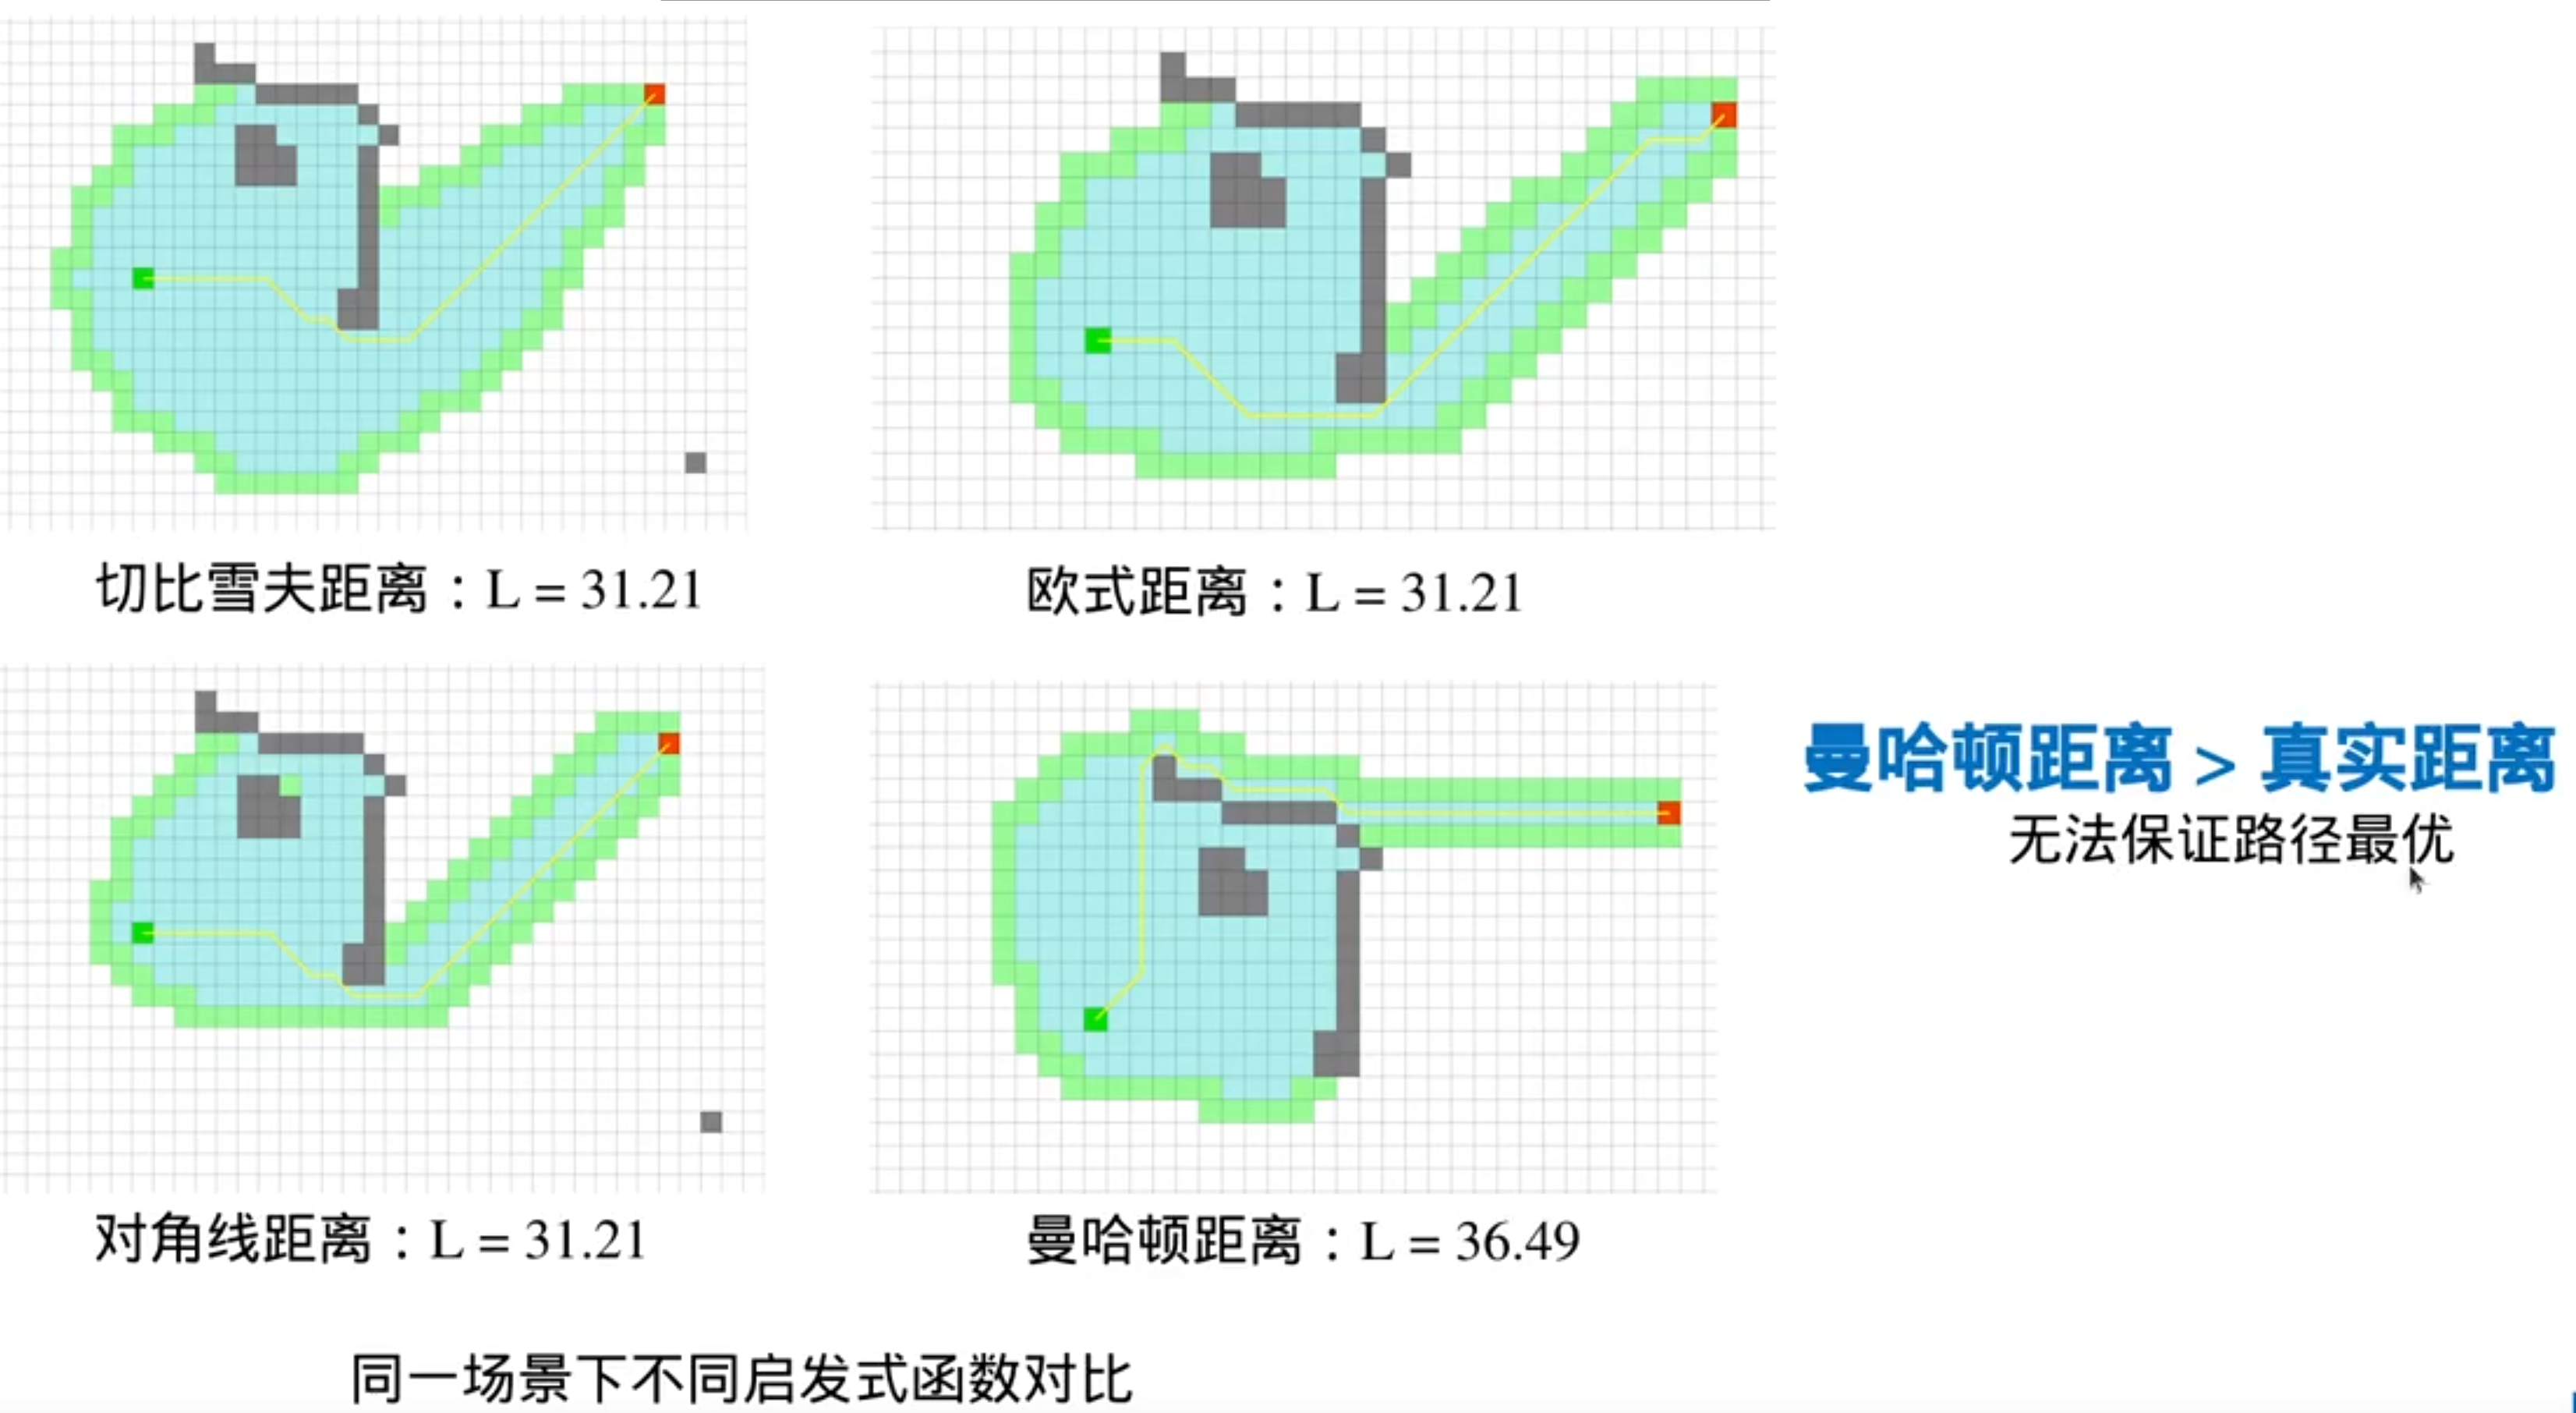 切比雪夫距离：L = 31.21
欧式距离：L = 31.21
对角线距离：L = 31.21
曼哈顿距离：L = 36.49
曼哈顿距离 > 真实距离
无法保证路径最优
同一场景下不同启发式函数对比